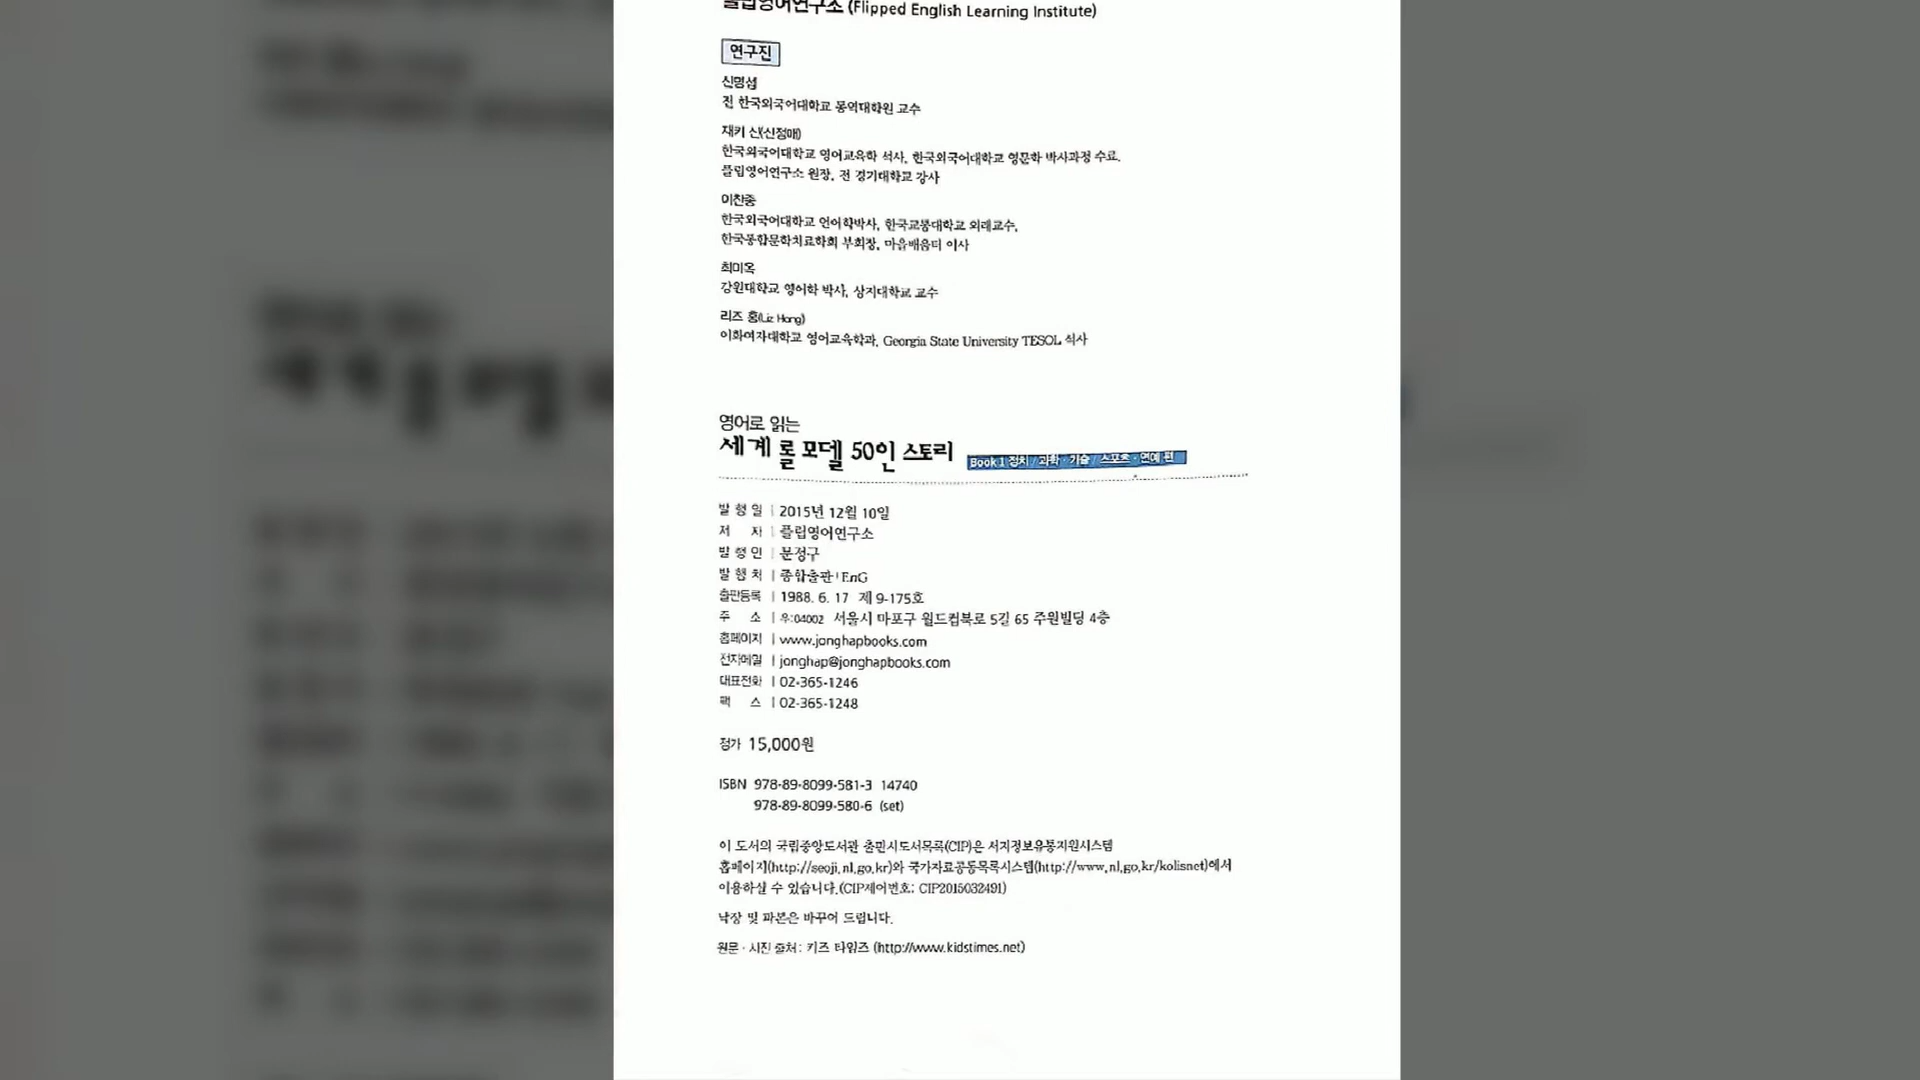 플립영어연구소 (Flipped English Learning Institute)
연구진
신명섭
전 한국외국어대학교 통역대학원 교수
재키 신(신정애)
한국외국어대학교 영어교육학 석사, 한국외국어대학교 영문학 박사과정 수료,
플립영어연구소 원장, 전 경기대학교 강사
이찬종
한국외국어대학교 언어학박사, 한국교통대학교 외래교수,
한국통합문학치료학회 부회장, 마음배움터 이사
최미옥
강원대학교 영어학 박사, 상지대학교 교수
리즈 홍(Liz Hong)
이화여자대학교 영어교육학과, Georgia State University TESOL 석사
영어로 읽는
세계 롤 모델 50인 스토리 Book 1 정치 / 과학 · 기술 / 스포츠 · 연예 편
발 행 일 | 2015년 12월 10일
저 자 | 플립영어연구소
발 행 인 | 문정구
발 행 처 | 종합출판 | EnG
출판등록 | 1988. 6. 17 제 9-175호
주 소 | 우:04002 서울시 마포구 월드컵북로 5길 65 주원빌딩 4층
홈페이지 | www.jonghapbooks.com
전자메일 | jonghap@jonghapbooks.com
대표전화 | 02-365-1246
팩 스 | 02-365-1248
정가 15,000원
ISBN 978-89-8099-581-3 14740
978-89-8099-580-6 (set)
이 도서의 국립중앙도서관 출판시도서목록(CIP)은 서지정보유통지원시스템
홈페이지(http://seoji.nl.go.kr)와 국가자료공동목록시스템(http://www.nl.go.kr/kolisnet)에서
이용하실 수 있습니다.(CIP제어번호: CIP2015032491)
낙장 및 파본은 바꾸어 드립니다.
원문 · 사진 출처 : 키즈 타임즈 (http://www.kidstimes.net)